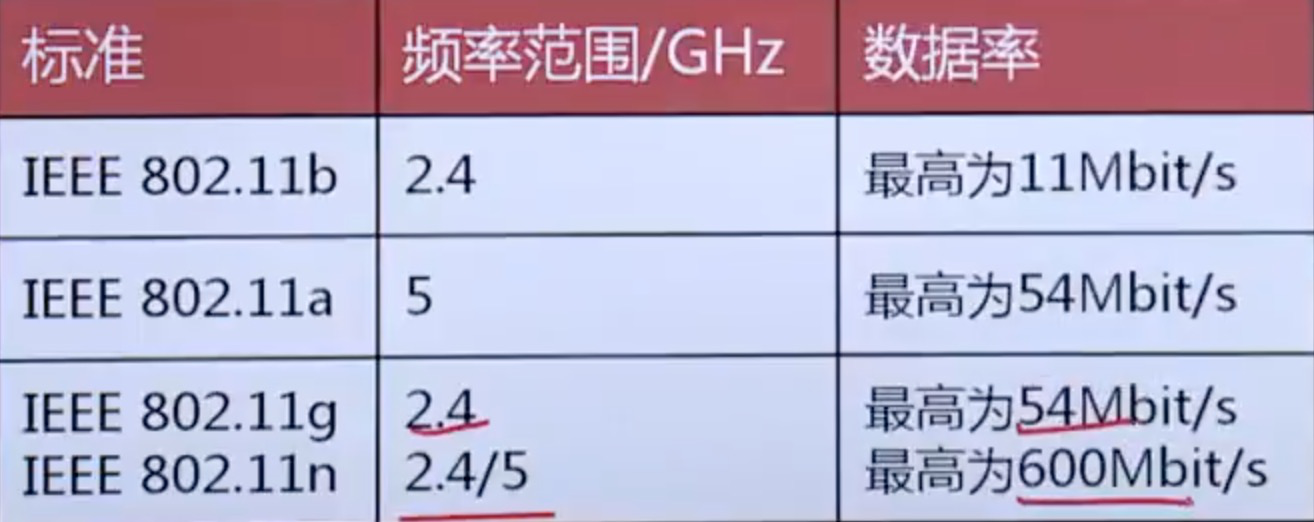 标准 频率范围/GHz 数据率
IEEE 802.11b 2.4 最高为11Mbit/s
IEEE 802.11a 5 最高为54Mbit/s
IEEE 802.11g 2.4 最高为54Mbit/s
IEEE 802.11n 2.4/5 最高为600Mbit/s